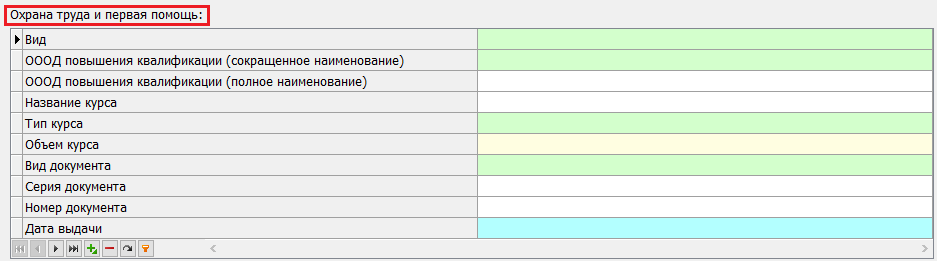 Охрана труда и первая помощь:
Вид
ОООД повышения квалификации (сокращенное наименование)
ОООД повышения квалификации (полное наименование)
Название курса
Тип курса
Объем курса
Вид документа
Серия документа
Номер документа
Дата выдачи